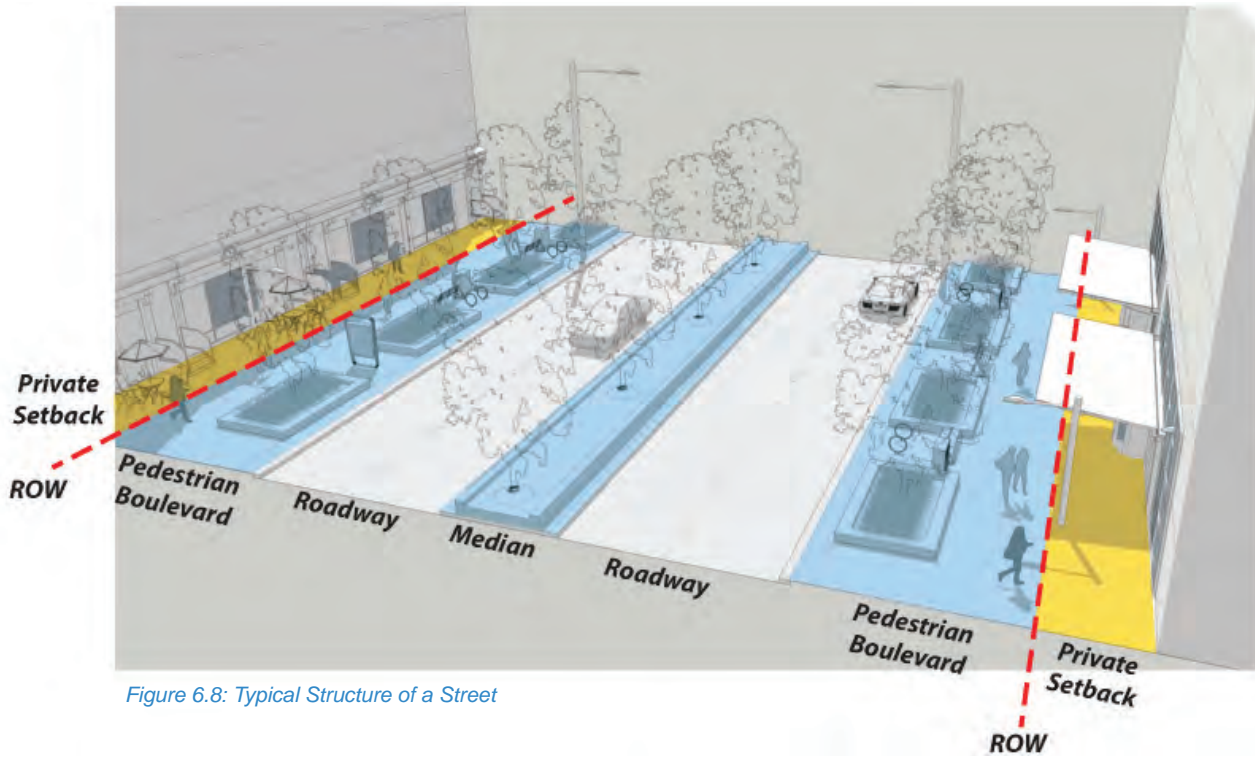 Private
Setback
ROW
Pedestrian
Boulevard
Roadway
Median
Roadway
Pedestrian
Boulevard
Private
Setback
ROW
Figure 6.8: Typical Structure of a Street